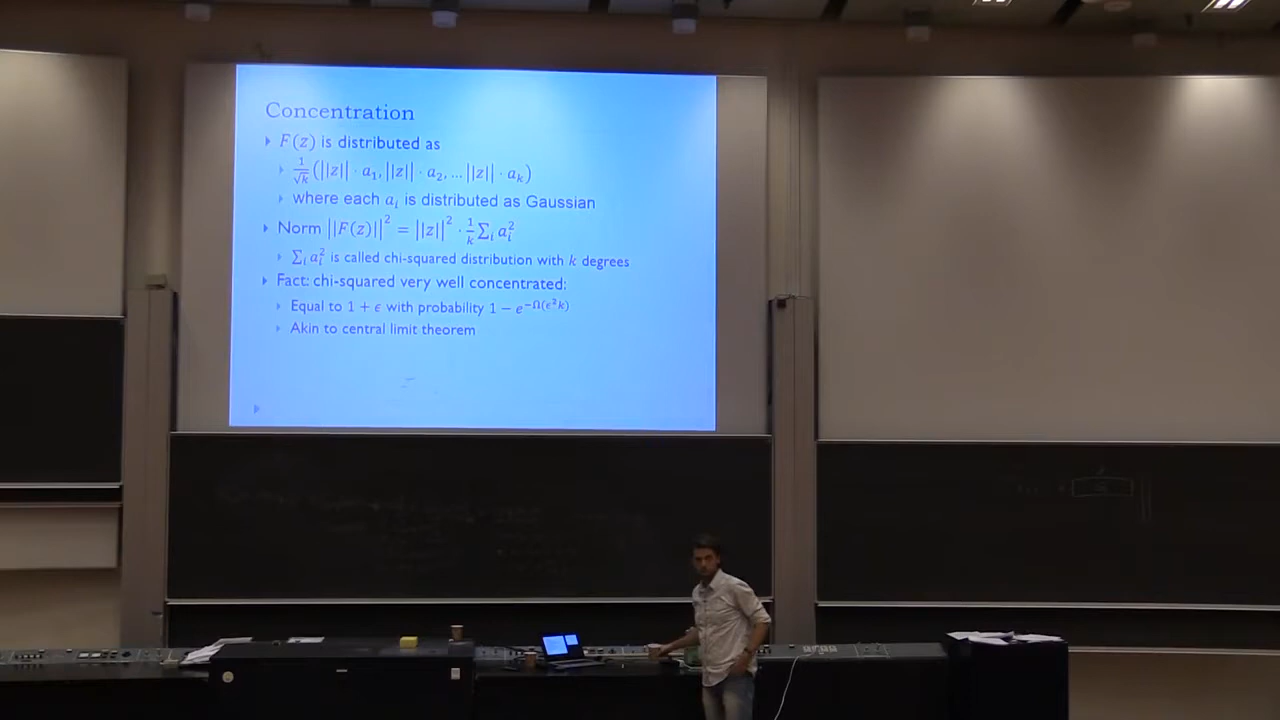 Concentration
F(z) is distributed as
1/√k (||z|| · a₁, ||z|| · a₂, … ||z|| · aₖ)
where each aᵢ is distributed as Gaussian
Norm ||F(z)||² = ||z||² · 1/k ∑ᵢ aᵢ²
∑ᵢ aᵢ² is called chi-squared distribution with k degrees
Fact: chi-squared very well concentrated:
Equal to 1 + ϵ with probability 1 − e^{−Ω(ϵ²k)}
Akin to central limit theorem